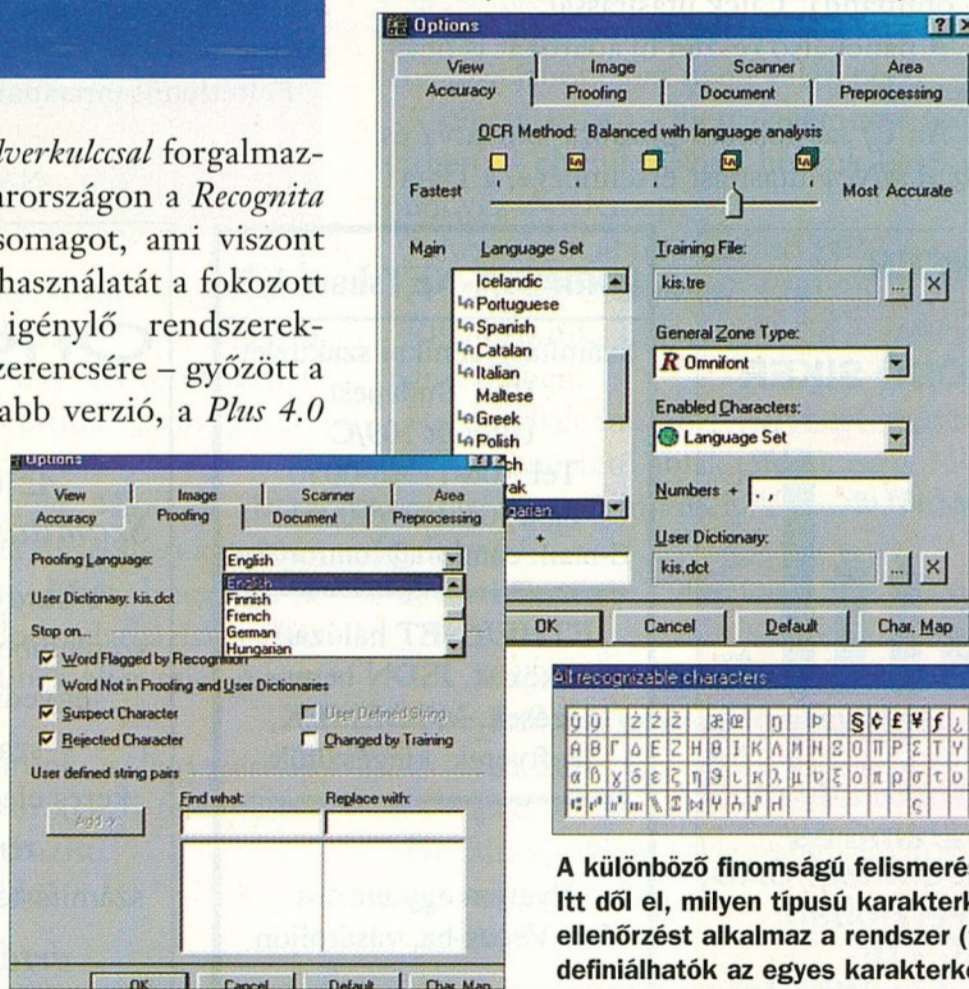 lverkulccsal forgalmaz-
arországon a Recognita
somagot, ami viszont
használatát a fokozott
igénylő rendszerek-
zerencsére – győzött a
abb verzió, a Plus 4.0
Options
View Image Scanner Area
Accuracy Proofing Document Preprocessing
OCR Method: Balanced with language analysis
Fastest Most Accurate
Main Language Set
Icelandic
Portuguese
Spanish
Catalan
Italian
Maltese
Greek
Polish
ch
ak
garian
+
Training File:
kis.tre ... X
General Zone Type:
Omnifont
Enabled Characters:
Language Set
Numbers + . ,
User Dictionary:
kis.dct ... X
OK Cancel Default Char. Map
Options
View Image Scanner Area
Accuracy Proofing Document Preprocessing
Proofing Language: English
English
Finnish
French
German
Hungarian
User Dictionary: kis.dct
Stop on...
Word Flagged by Recognition
Word Not in Proofing and User Dictionaries
Suspect Character User Defined String
Rejected Character Changed by Training
User defined string pairs
Add->
Find what: Replace with:
OK Cancel Default Char. Map
All recognizable characters
§ ¢ £ ¥ ƒ ¿
Α Β Γ Δ Ε Ζ Η Θ Ι Κ Λ Μ Ν Ξ Ο Π Ρ Σ Τ Υ
α β γ δ ε ζ η θ ι κ λ μ ν ξ ο π ρ σ τ υ
ς
A különböző finomságú felismeré
Itt dől el, milyen típusú karakterk
ellenőrzést alkalmaz a rendszer (
definiálhatók az egyes karakterke